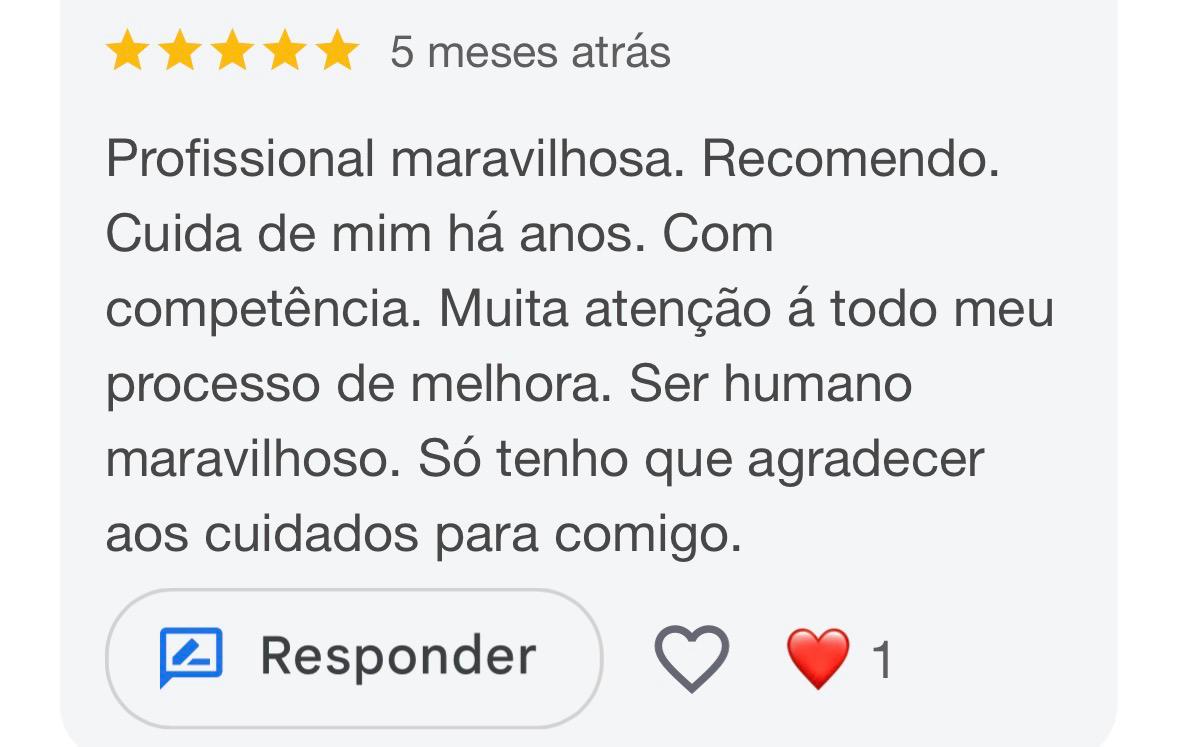 5 meses atrás
Profissional maravilhosa. Recomendo.
Cuida de mim há anos. Com
competência. Muita atenção á todo meu
processo de melhora. Ser humano
maravilhoso. Só tenho que agradecer
aos cuidados para comigo.
Responder
1